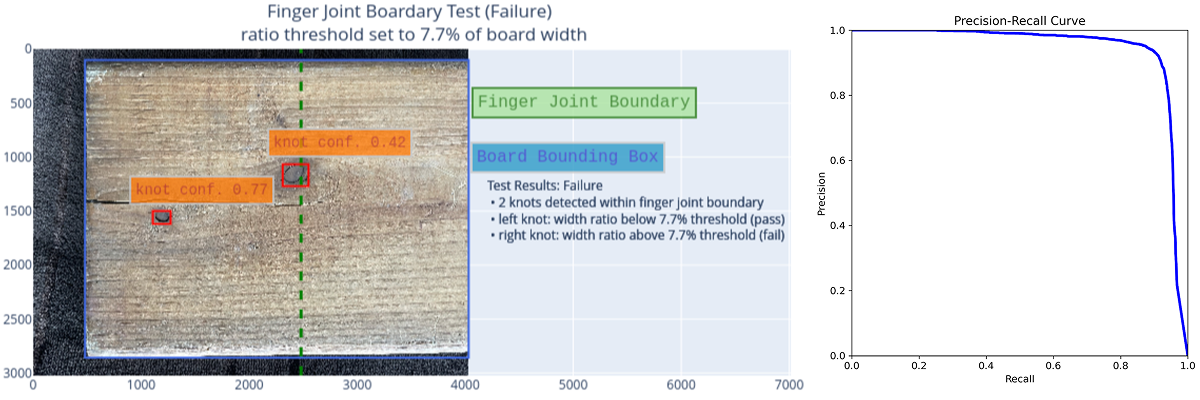 Finger Joint Boardary Test (Failure)
ratio threshold set to 7.7% of board width
0
500
1000
1500
2000
2500
3000
0
1000
2000
3000
4000
5000
6000
7000
knot conf. 0.42
knot conf. 0.77
Finger Joint Boundary
Board Bounding Box
Test Results: Failure
• 2 knots detected within finger joint boundary
• left knot: width ratio below 7.7% threshold (pass)
• right knot: width ratio above 7.7% threshold (fail)
Precision-Recall Curve
1.0
0.8
0.6
0.4
0.2
0.0
Precision
0.0
0.2
0.4
0.6
0.8
1.0
Recall